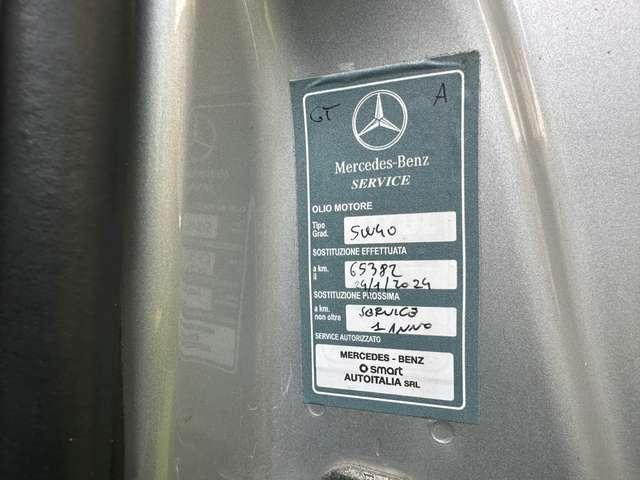 GT
A
Mercedes-Benz
SERVICE
OLIO MOTORE
Tipo
Grad.
5W40
SOSTITUZIONE EFFETTUATA
a km.
65382
il
24/1/2024
SOSTITUZIONE PROSSIMA
a km.
non oltre
SERVICE
1 ANNO
SERVICE AUTORIZZATO
MERCEDES - BENZ
smart
AUTOITALIA SRL